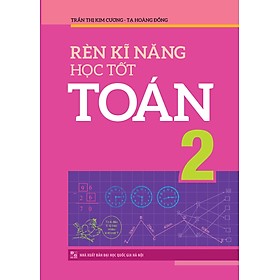 TRẦN THỊ KIM CƯƠNG - TẠ HOÀNG ĐÔNG
RÈN KĨ NĂNG
HỌC TỐT
TOÁN
2
NHÀ XUẤT BẢN ĐẠI HỌC QUỐC GIA HÀ NỘI